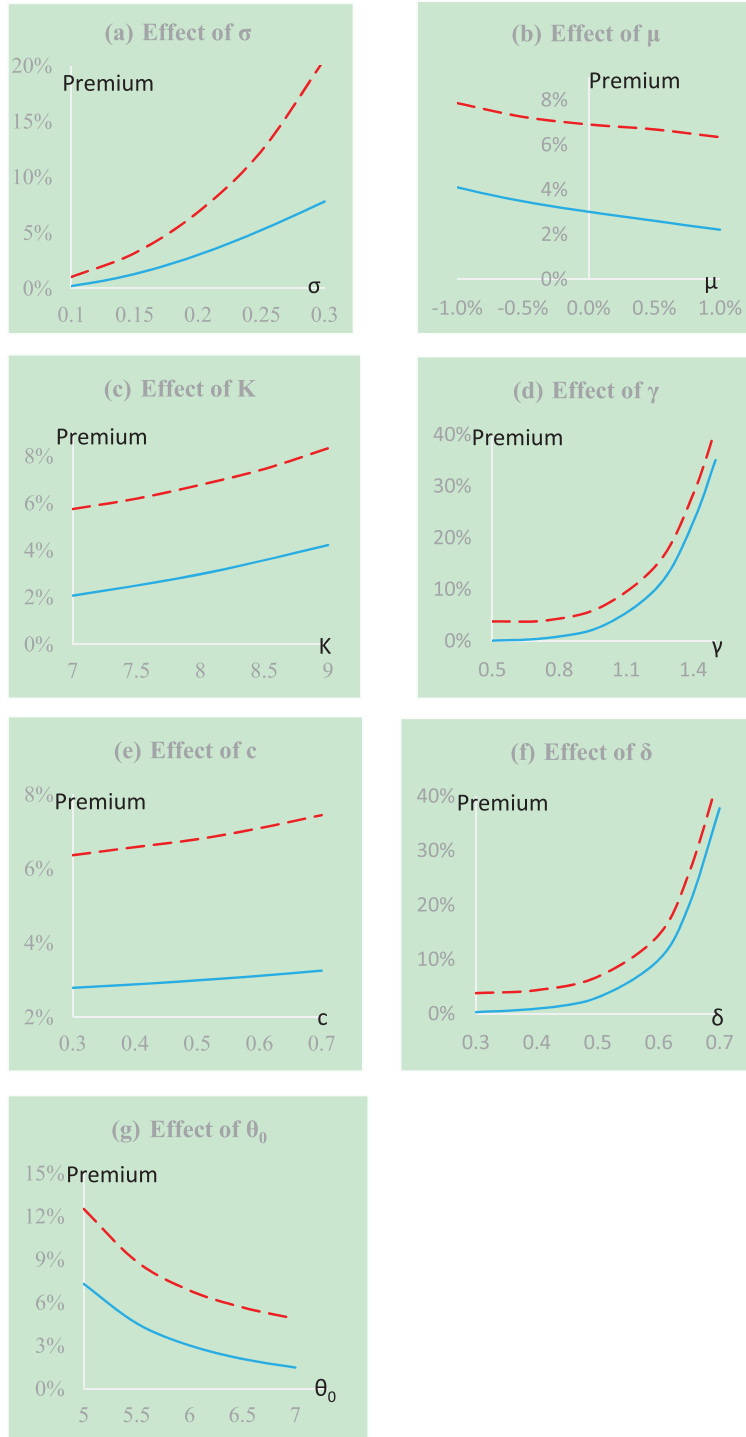 (a) Effect of σ
20%
Premium
15%
10%
5%
0%
σ
0.1 0.15 0.2 0.25 0.3
(b) Effect of μ
Premium
8%
6%
4%
2%
0%
μ
-1.0% -0.5% 0.0% 0.5% 1.0%
(c) Effect of K
Premium
8%
6%
4%
2%
0%
K
7 7.5 8 8.5 9
(d) Effect of γ
40% Premium
30%
20%
10%
0%
γ
0.5 0.8 1.1 1.4
(e) Effect of c
8%
Premium
6%
4%
2%
c
0.3 0.4 0.5 0.6 0.7
(f) Effect of δ
40% Premium
30%
20%
10%
0%
δ
0.3 0.4 0.5 0.6 0.7
(g) Effect of θ₀
15% Premium
12%
9%
6%
3%
0%
θ₀
5 5.5 6 6.5 7